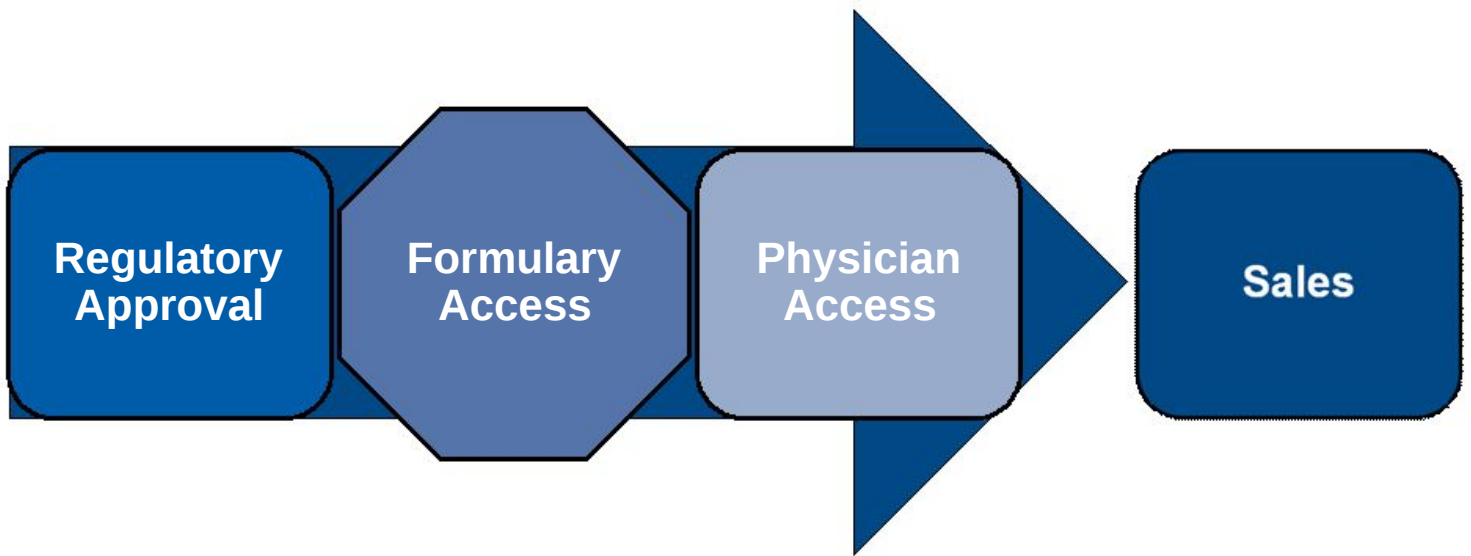 Regulatory
Approval
Formulary
Access
Physician
Access
Sales